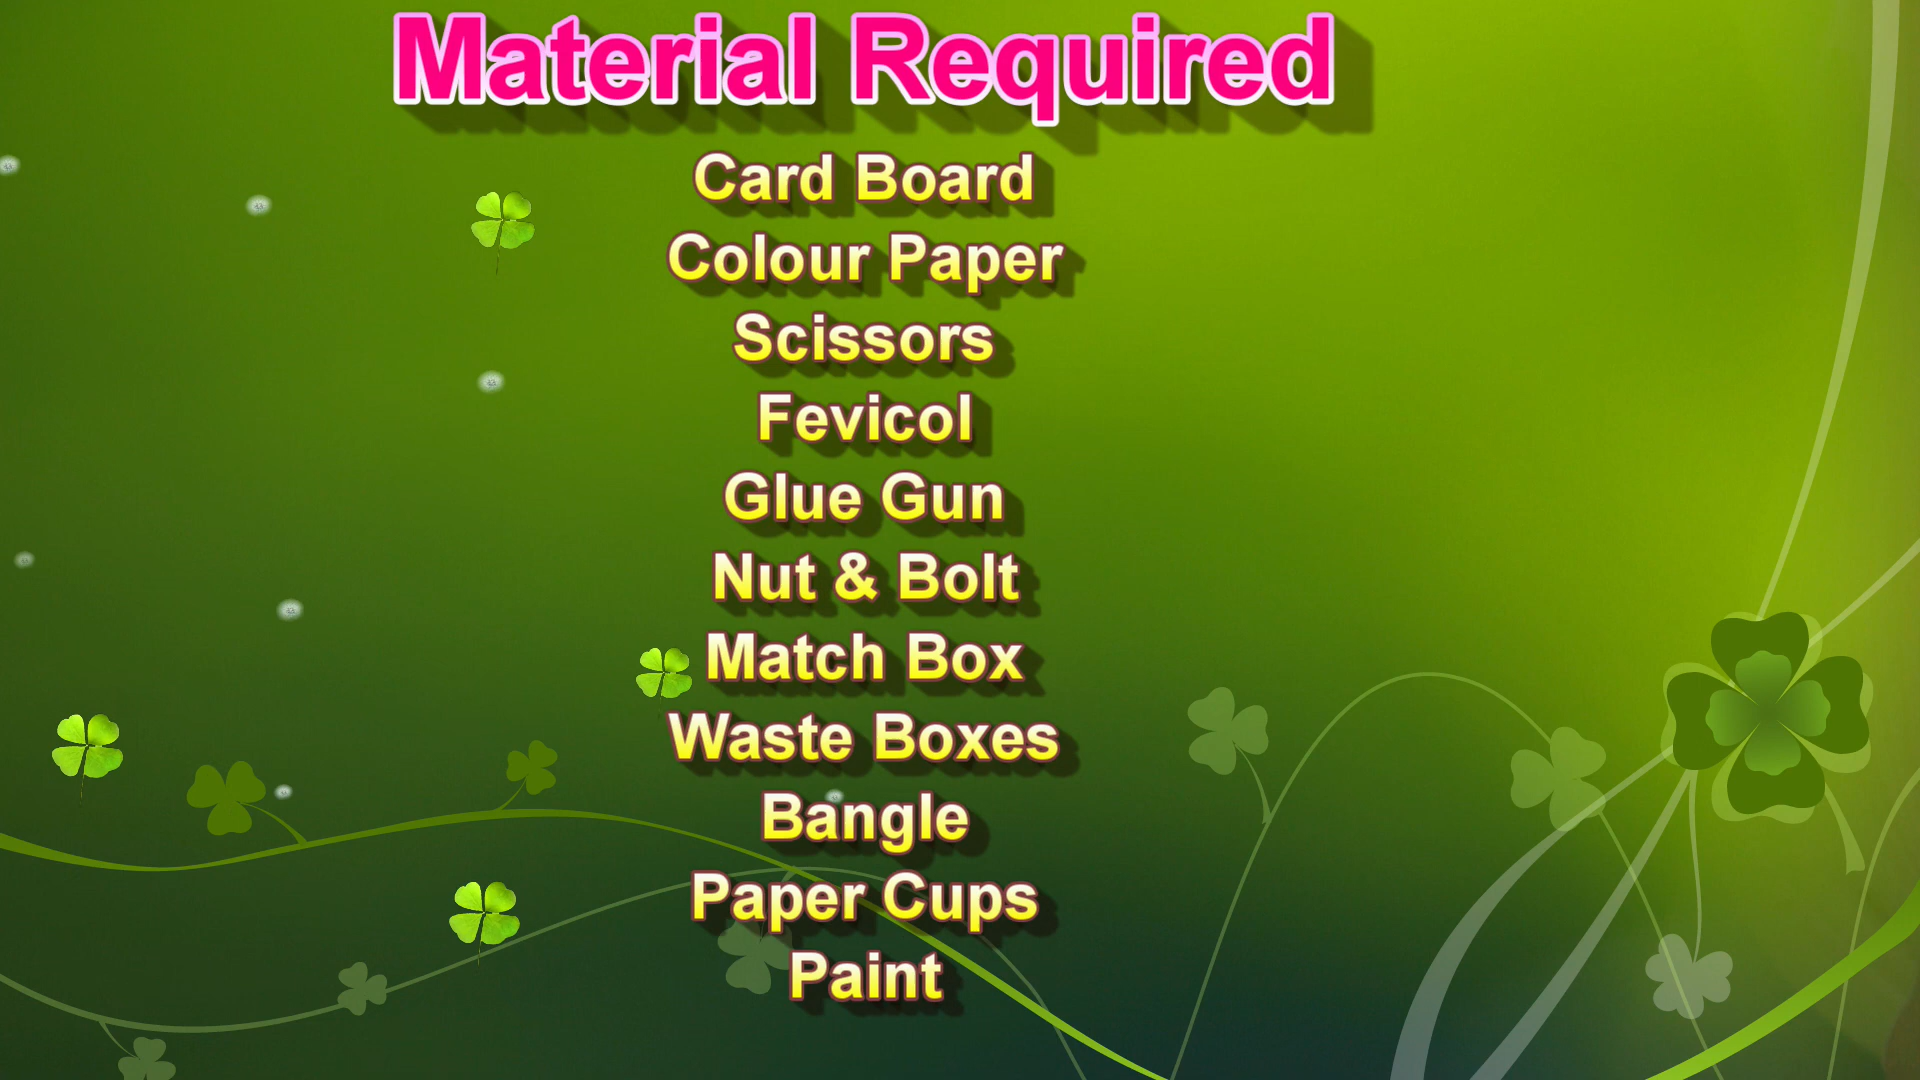 Material Required
Card Board
Colour Paper
Scissors
Fevicol
Glue Gun
Nut & Bolt
Match Box
Waste Boxes
Bangle
Paper Cups
Paint